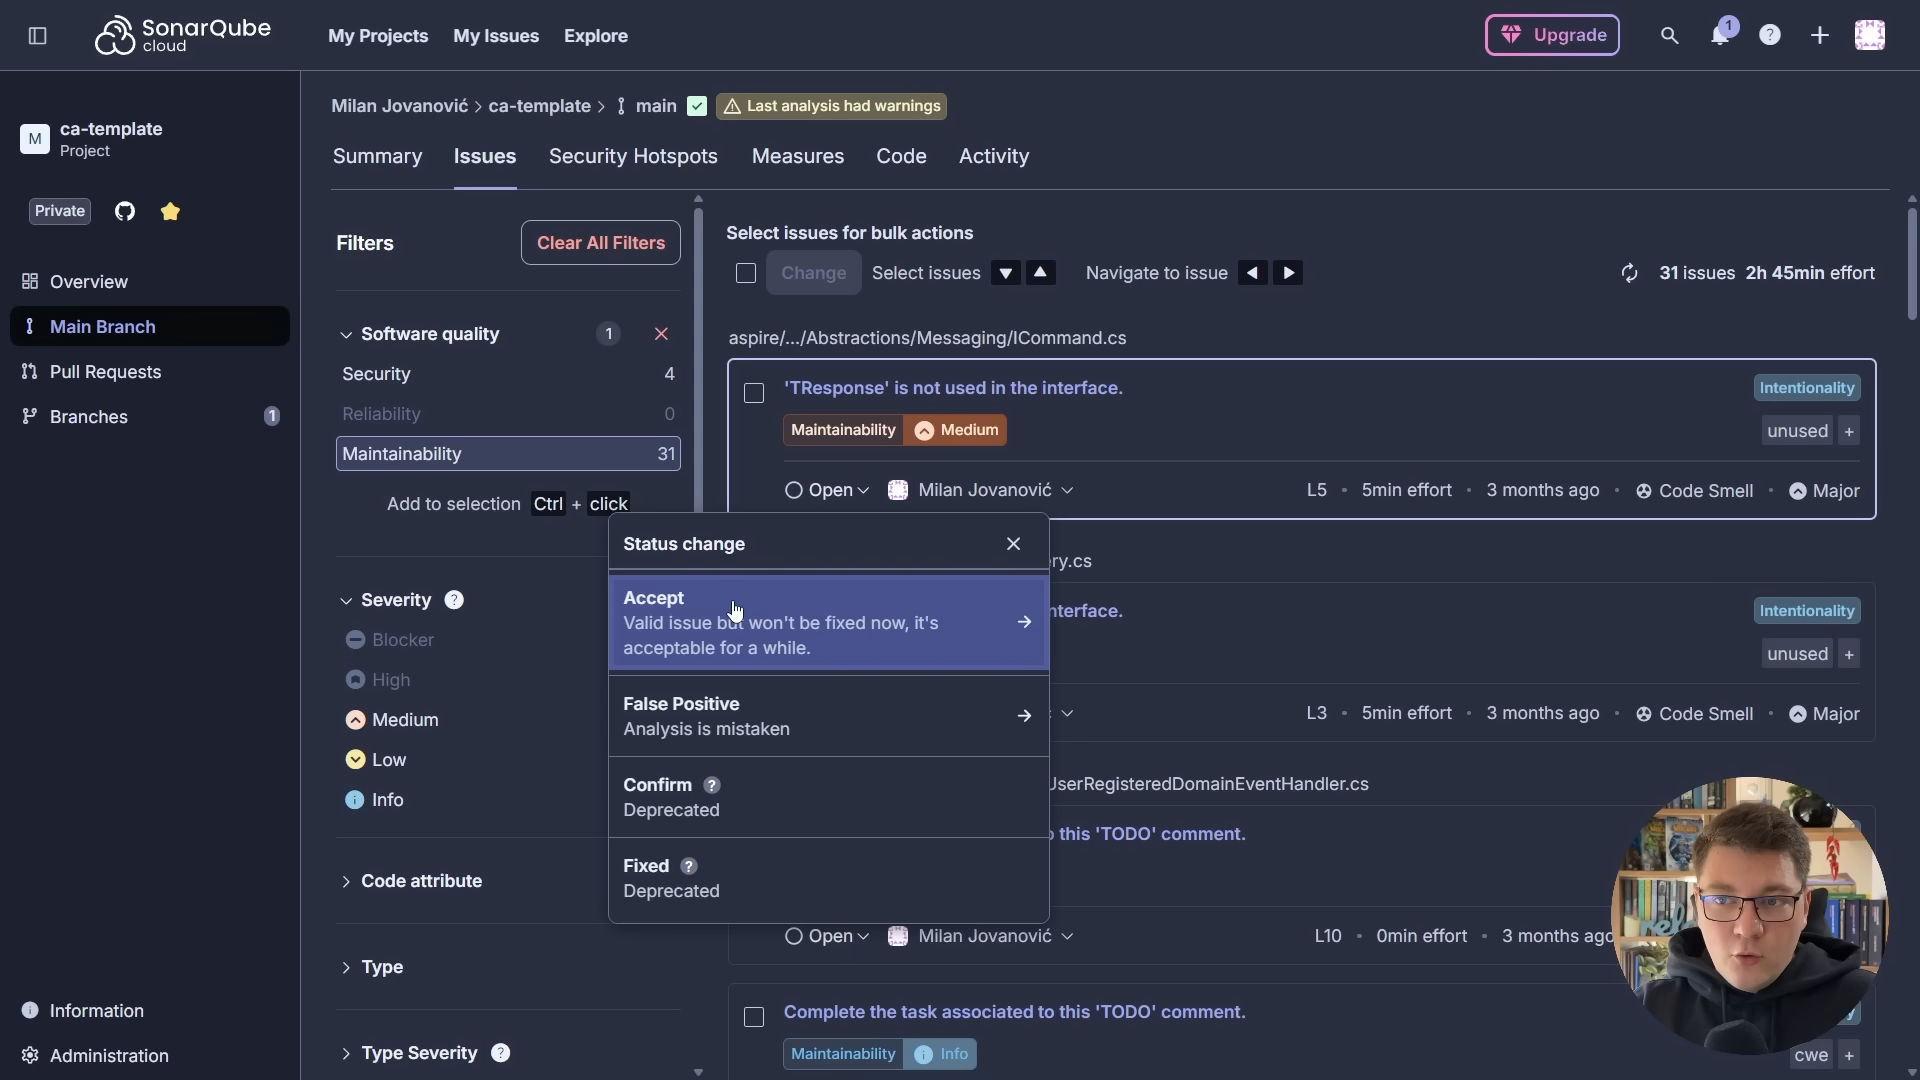 SonarQube
cloud
My Projects
My Issues
Explore
Upgrade
1
?
M
ca-template
Project
Private
Overview
Main Branch
Pull Requests
Branches
1
Information
Administration
Milan Jovanović > ca-template > main
Last analysis had warnings
Summary
Issues
Security Hotspots
Measures
Code
Activity
Filters
Clear All Filters
Software quality
1
Security 4
Reliability 0
Maintainability 31
Add to selection Ctrl + click
Severity ?
Blocker
High
Medium
Low
Info
Code attribute
Type
Type Severity ?
Select issues for bulk actions
Change
Select issues
Navigate to issue
31 issues 2h 45min effort
aspire/.../Abstractions/Messaging/ICommand.cs
'TResponse' is not used in the interface.
Intentionality
Maintainability Medium
unused +
Open
Milan Jovanović
L5 • 5min effort • 3 months ago • Code Smell • Major
Status change
Accept
Valid issue but won't be fixed now, it's
acceptable for a while.
False Positive
Analysis is mistaken
Confirm ?
Deprecated
Fixed ?
Deprecated
ry.cs
nterface.
Intentionality
unused +
L3 • 5min effort • 3 months ago • Code Smell • Major
UserRegisteredDomainEventHandler.cs
this 'TODO' comment.
Open
Milan Jovanović
L10 • 0min effort • 3 months ago
Complete the task associated to this 'TODO' comment.
Maintainability Info
cwe +